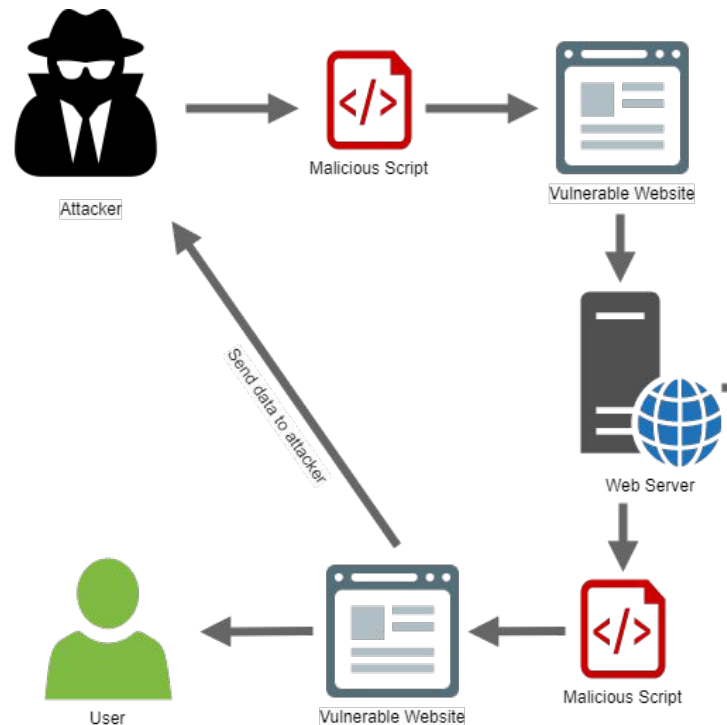 Malicious Script
Vulnerable Website
Attacker
Send data to attacker
Web Server
User
Vulnerable Website
Malicious Script